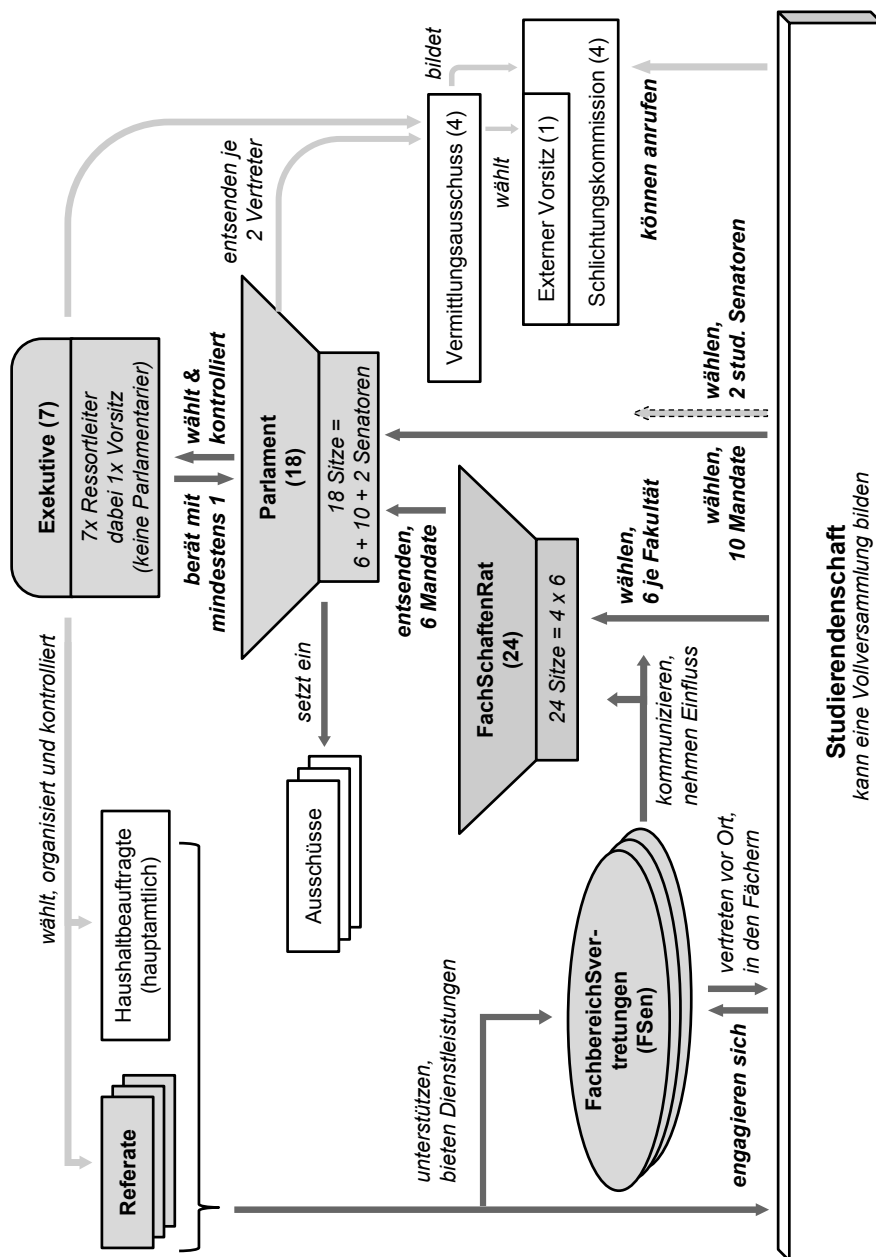 wählt, organisiert und kontrolliert
Exekutive (7)
7x Ressortleiter
dabei 1x Vorsitz
(keine Parlamentarier)
Referate
Haushaltbeauftragte
(hauptamtlich)
berät mit
mindestens 1
wählt &
kontrolliert
entsenden je
2 Vertreter
setzt ein
Parlament
(18)
18 Sitze =
6 + 10 + 2 Senatoren
Ausschüsse
Vermittlungsausschuss (4)
bildet
wählt
Externer Vorsitz (1)
Schlichtungskommission (4)
unterstützen,
bieten Dienstleistungen
entsenden,
6 Mandate
FachSchaftenRat
(24)
24 Sitze = 4 x 6
FachbereichSver-
tretungen
(FSen)
kommunizieren,
nehmen Einfluss
wählen,
6 je Fakultät
wählen,
10 Mandate
wählen,
2 stud. Senatoren
können anrufen
engagieren sich
vertreten vor Ort,
in den Fächern
Studierendenschaft
kann eine Vollversammlung bilden